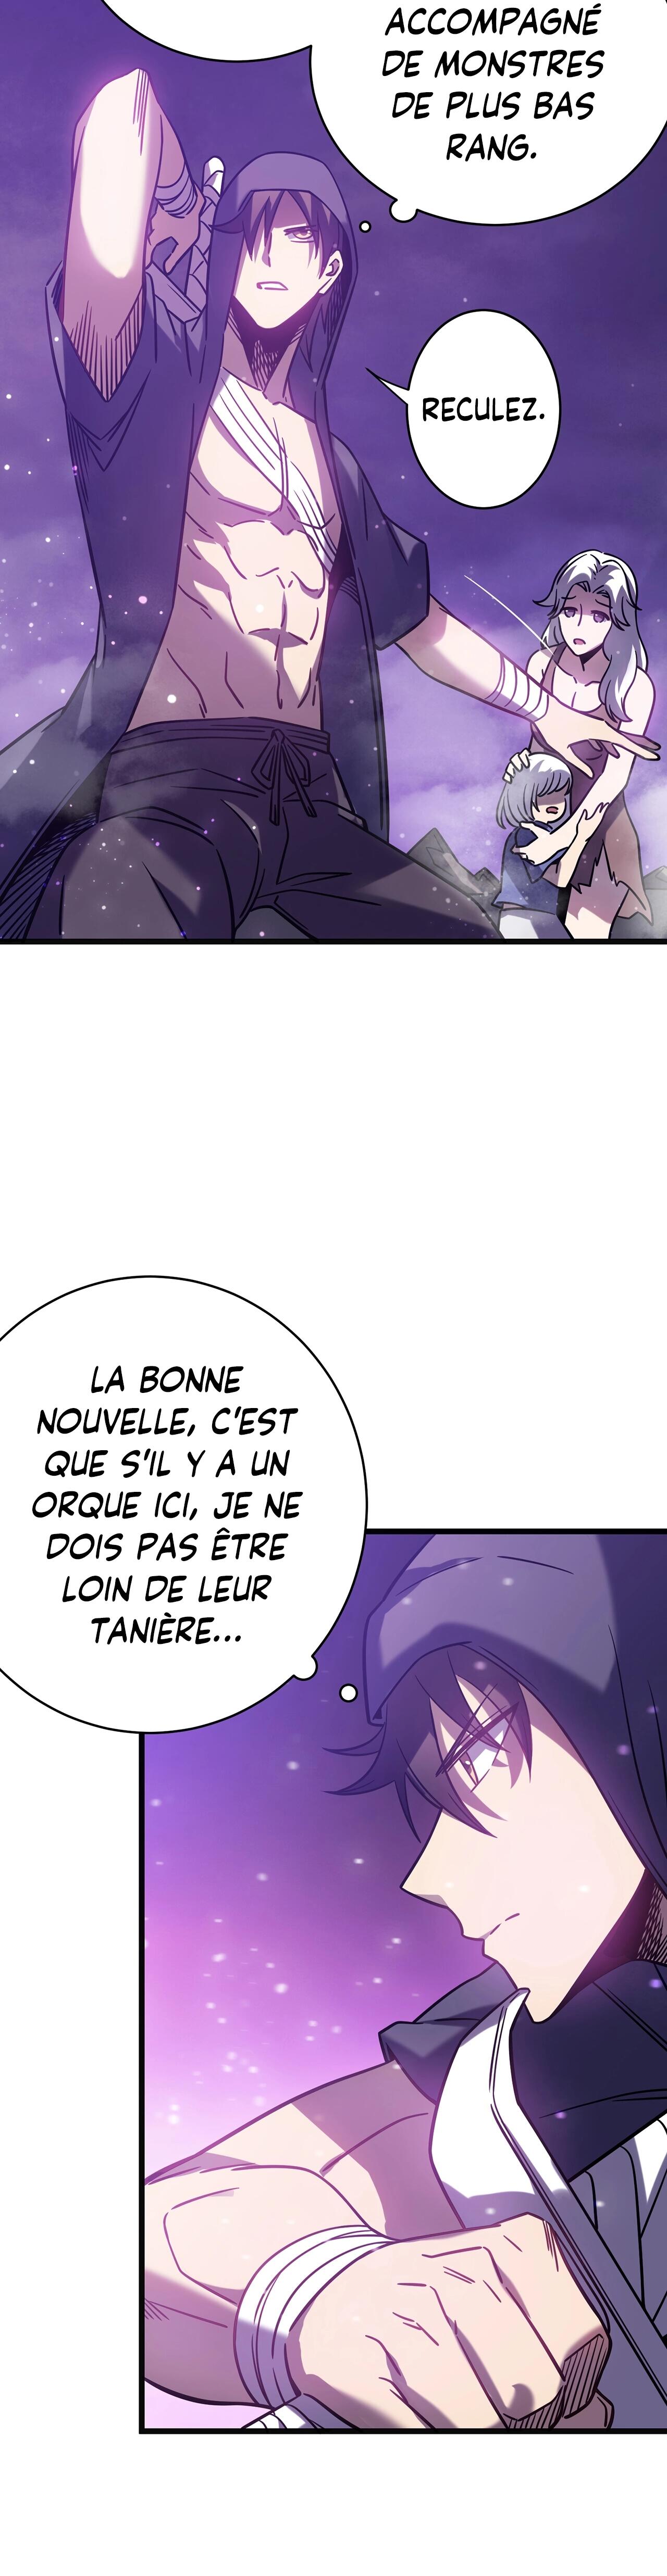 ACCOMPAGNÉ
DE MONSTRES
DE PLUS BAS
RANG.
RECULEZ.
LA BONNE
NOUVELLE, C'EST
QUE S'IL Y A UN
ORQUE ICI, JE NE
DOIS PAS ÊTRE
LOIN DE LEUR
TANIÈRE...